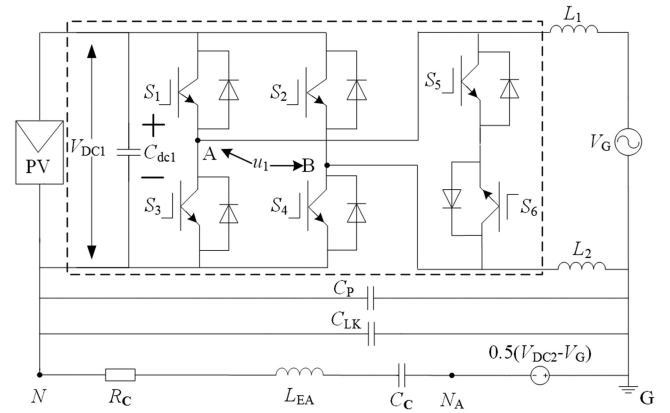 L1
S1
S2
S5
PV
VDC1
+
Cdc1
−
A
u1
B
VG
S3
S4
S6
L2
CP
CLK
0.5(VDC2-VG)
- +
N
RC
LEA
CC
NA
G